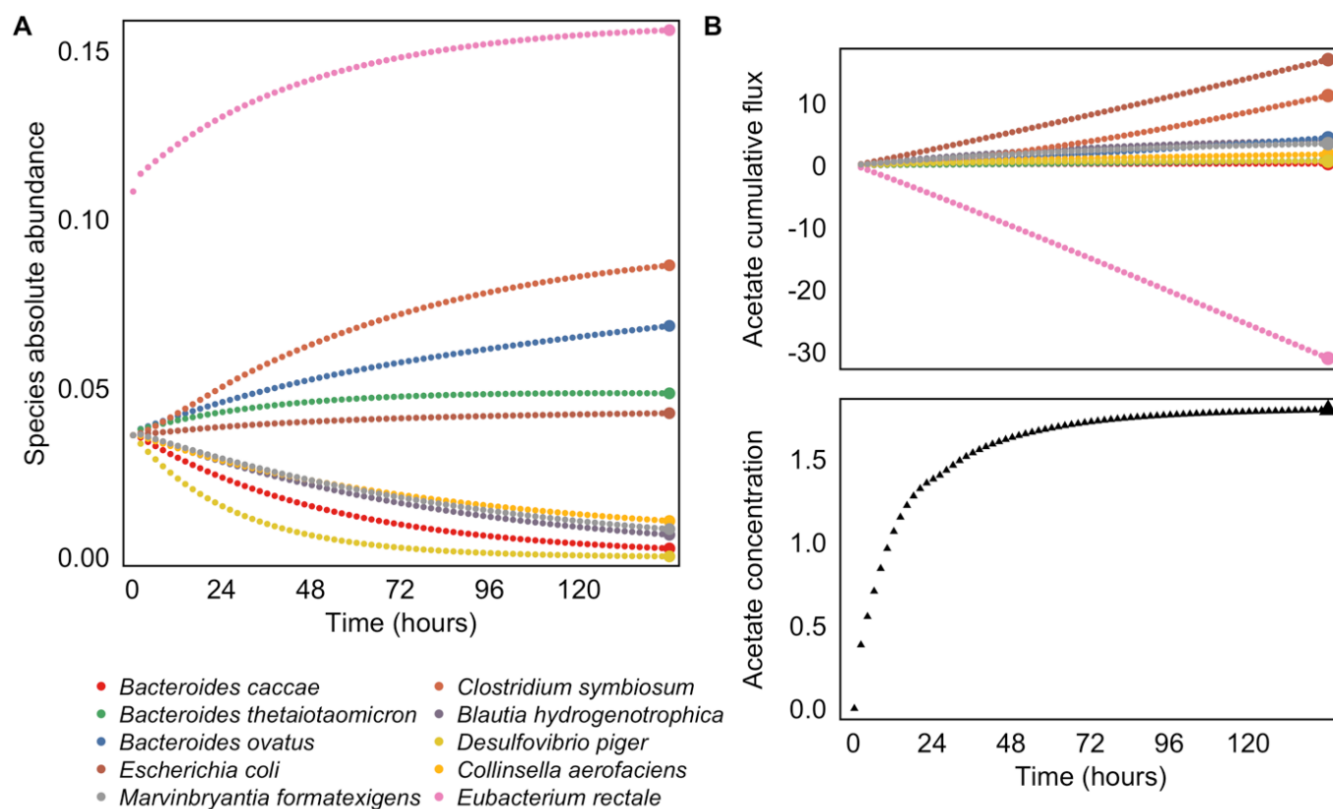 A
Species absolute abundance
0.15
0.10
0.05
0.00
0
24
48
72
96
120
Time (hours)
B
Acetate cumulative flux
10
0
-10
-20
-30
Acetate concentration
1.5
1.0
0.5
0.0
0
24
48
72
96
120
Time (hours)
Bacteroides caccae
Bacteroides thetaiotaomicron
Bacteroides ovatus
Escherichia coli
Marvinbryantia formatexigens
Clostridium symbiosum
Blautia hydrogenotrophica
Desulfovibrio piger
Collinsella aerofaciens
Eubacterium rectale